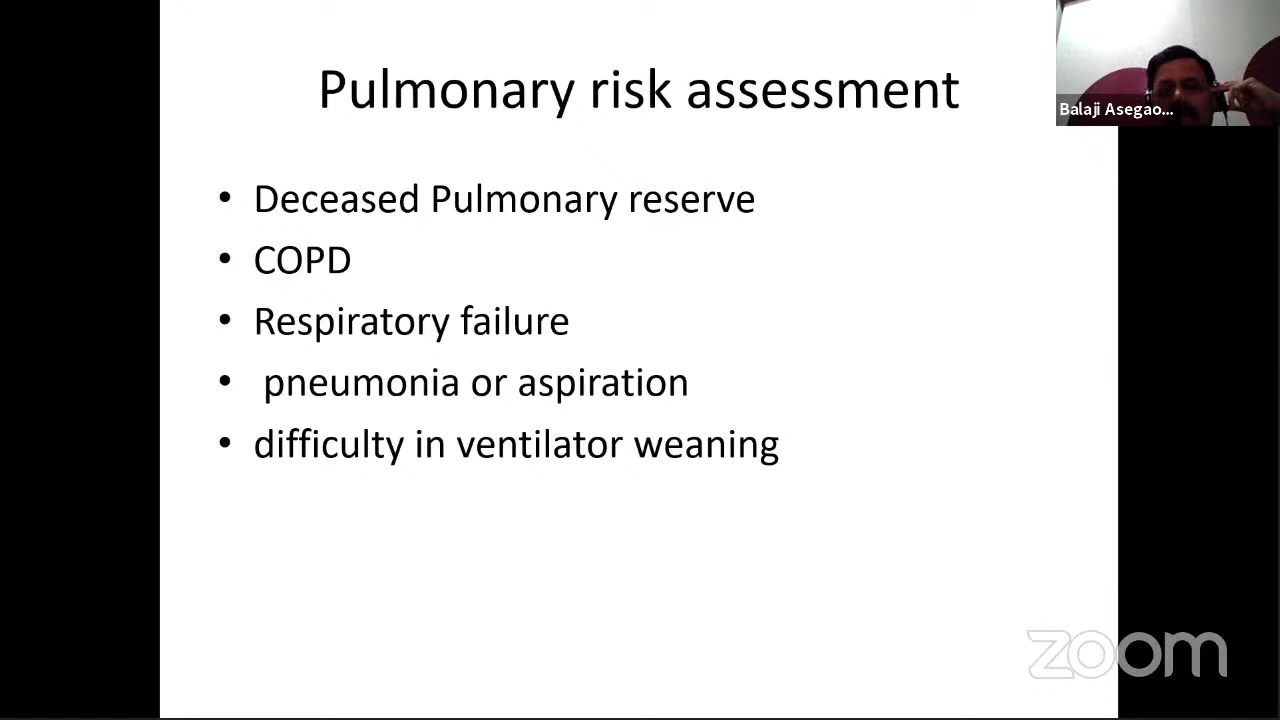 Pulmonary risk assessment
Balaji Asegao...
• Deceased Pulmonary reserve
• COPD
• Respiratory failure
• pneumonia or aspiration
• difficulty in ventilator weaning
zoom